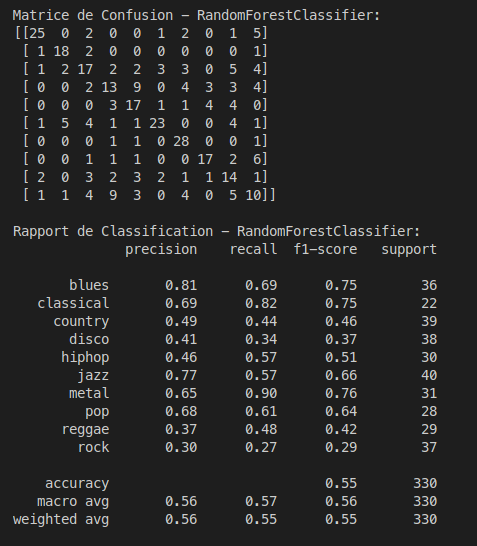 Matrice de Confusion – RandomForestClassifier:
[[25  0  2  0  0  1  2  0  1  5]
 [ 1 18  2  0  0  0  0  0  0  1]
 [ 1  2 17  2  2  3  3  0  5  4]
 [ 0  0  2 13  9  0  4  3  3  4]
 [ 0  0  0  3 17  1  1  4  4  0]
 [ 1  5  4  1  1 23  0  0  4  1]
 [ 0  0  0  1  1  0 28  0  0  1]
 [ 0  0  1  1  1  0  0 17  2  6]
 [ 2  0  3  2  3  2  1  1 14  1]
 [ 1  1  4  9  3  0  4  0  5 10]]
Rapport de Classification – RandomForestClassifier:
precision recall f1-score support
blues 0.81 0.69 0.75 36
classical 0.69 0.82 0.75 22
country 0.49 0.44 0.46 39
disco 0.41 0.34 0.37 38
hiphop 0.46 0.57 0.51 30
jazz 0.77 0.57 0.66 40
metal 0.65 0.90 0.76 31
pop 0.68 0.61 0.64 28
reggae 0.37 0.48 0.42 29
rock 0.30 0.27 0.29 37
accuracy 0.55 330
macro avg 0.56 0.57 0.56 330
weighted avg 0.56 0.55 0.55 330